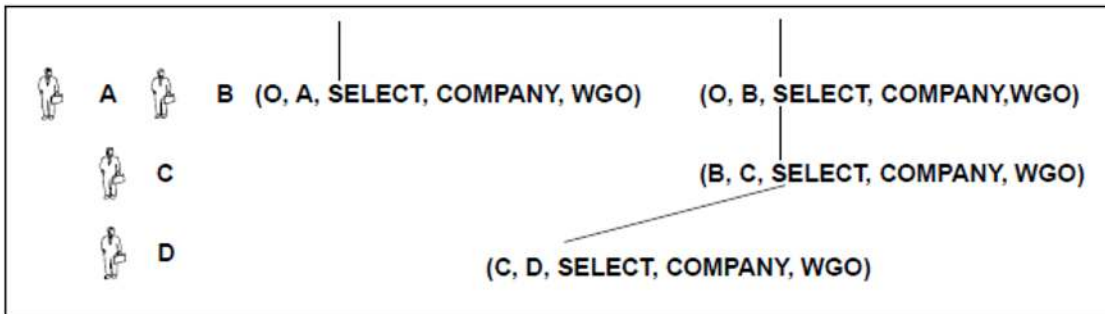 A B (O, A, SELECT, COMPANY, WGO) (O, B, SELECT, COMPANY,WGO)
C (B, C, SELECT, COMPANY, WGO)
D (C, D, SELECT, COMPANY, WGO)